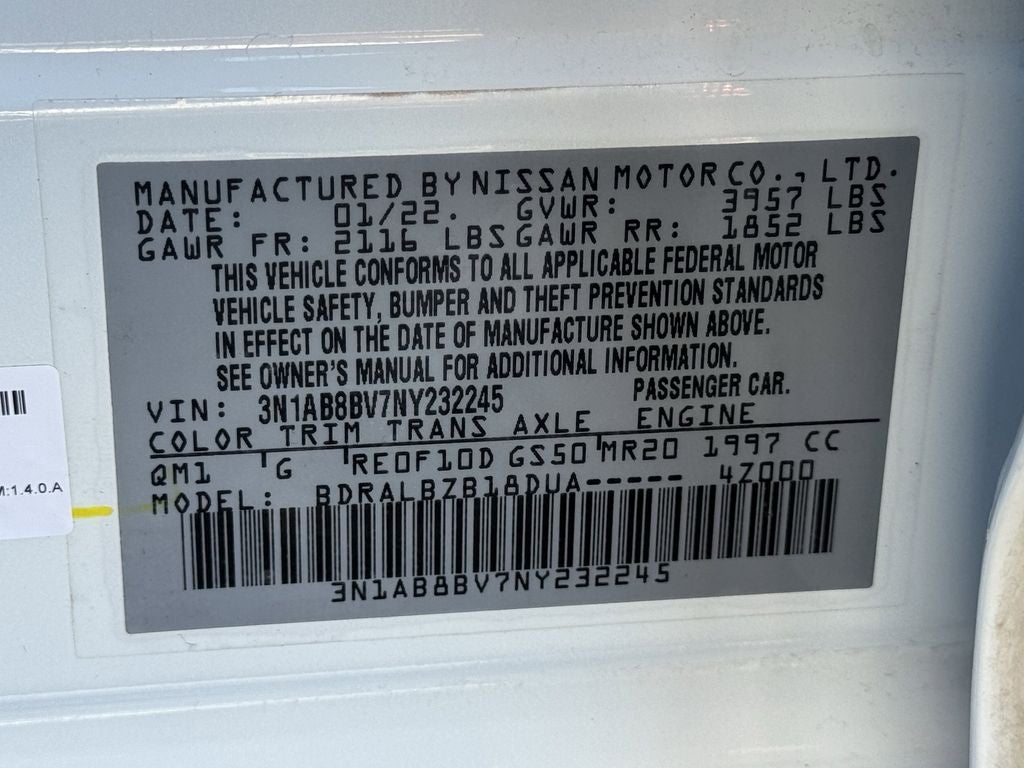 MANUFACTURED BY NISSAN MOTOR CO., LTD.
DATE: 01/22. GVWR: 3957 LBS
GAWR FR: 2116 LBS GAWR RR: 1852 LBS
THIS VEHICLE CONFORMS TO ALL APPLICABLE FEDERAL MOTOR
VEHICLE SAFETY, BUMPER AND THEFT PREVENTION STANDARDS
IN EFFECT ON THE DATE OF MANUFACTURE SHOWN ABOVE.
SEE OWNER'S MANUAL FOR ADDITIONAL INFORMATION.
VIN: 3N1AB8BV7NY232245 PASSENGER CAR.
COLOR TRIM TRANS AXLE ENGINE
QM1 G RE0F10D GS50 MR20 1997 CC
MODEL: BDRALBZB18DUA----- 4Z000
3N1AB8BV7NY232245
M:1.4.0.A